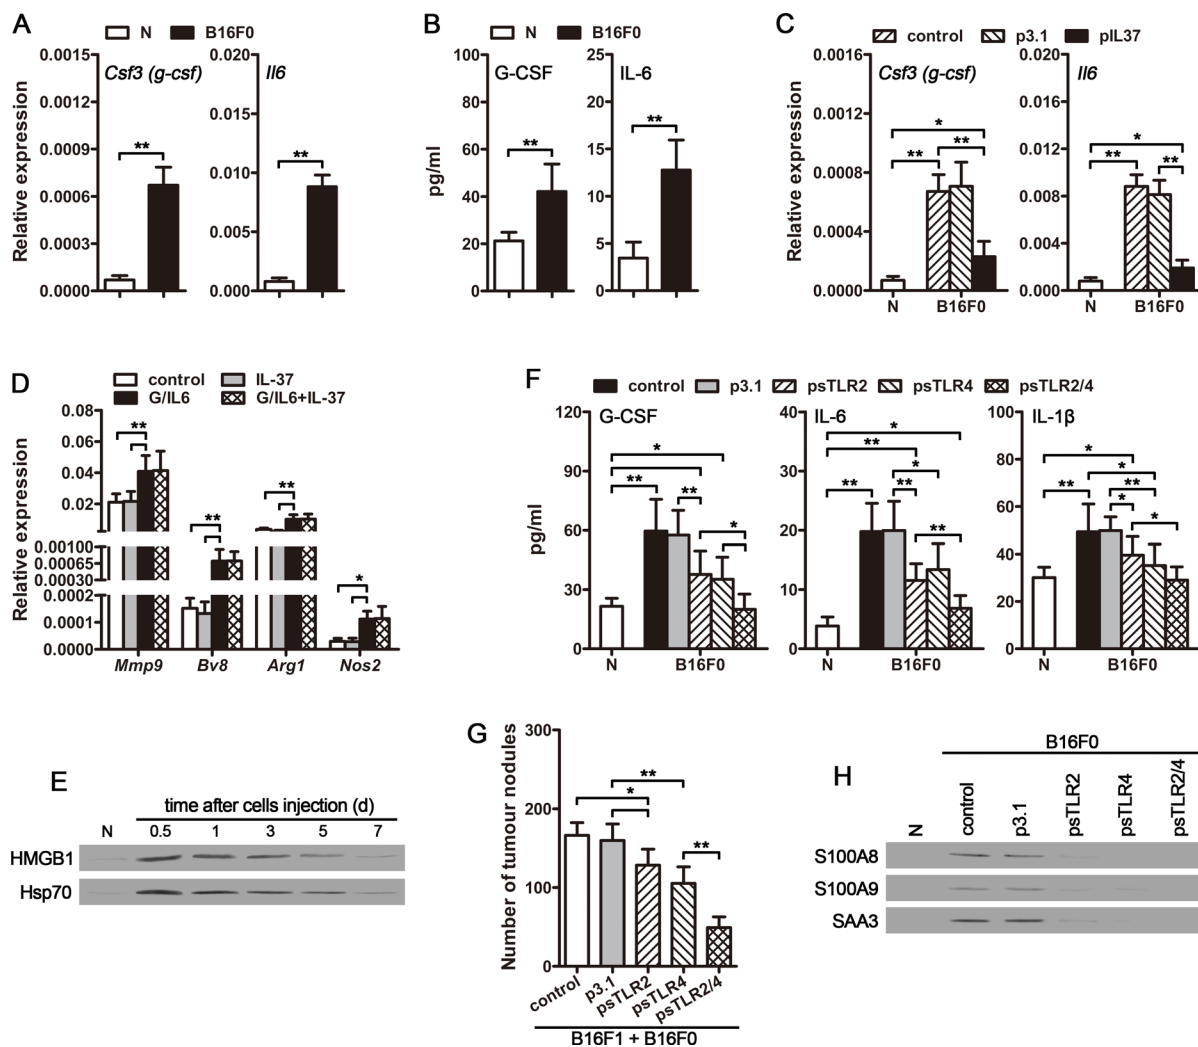 A
N B16F0
Csf3 (g-csf)
Il6
Relative expression
0.0015
0.0012
0.0009
0.0006
0.0003
0.0000
**
0.020
0.015
0.010
0.005
0.000
**
B
N B16F0
G-CSF
IL-6
pg/ml
100
80
60
40
20
0
**
25
20
15
10
5
0
**
C
control p3.1 pIL37
Csf3 (g-csf)
Il6
Relative expression
0.0016
0.0012
0.0008
0.0004
0.0000
*
** **
N B16F0
0.020
0.016
0.012
0.008
0.004
0.000
*
** **
N B16F0
D
control IL-37
G/IL6 G/IL6+IL-37
Relative expression
0.08
0.06
0.04
0.02
0.00100
0.00065
0.00030
0.0002
0.0001
0.0000
**
**
**
*
Mmp9 Bv8 Arg1 Nos2
F
control p3.1 psTLR2 psTLR4 psTLR2/4
G-CSF
IL-6
IL-1β
pg/ml
120
90
60
30
0
*
** **
*
N B16F0
40
30
20
10
0
*
**
*
** **
**
N B16F0
100
80
60
40
20
0
*
*
** **
* *
N B16F0
E
time after cells injection (d)
N 0.5 1 3 5 7
HMGB1
Hsp70
G
Number of tumour nodules
300
200
100
0
**
*
**
control p3.1 psTLR2 psTLR4 psTLR2/4
B16F1 + B16F0
H
B16F0
N control p3.1 psTLR2 psTLR4 psTLR2/4
S100A8
S100A9
SAA3